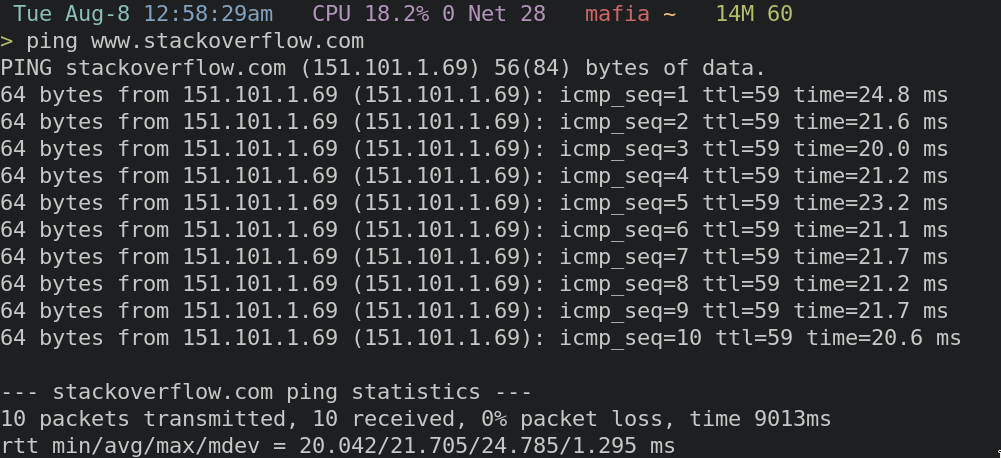 Tue Aug-8 12:58:29am CPU 18.2% 0 Net 28 mafia ~ 14M 60
> ping www.stackoverflow.com
PING stackoverflow.com (151.101.1.69) 56(84) bytes of data.
64 bytes from 151.101.1.69 (151.101.1.69): icmp_seq=1 ttl=59 time=24.8 ms
64 bytes from 151.101.1.69 (151.101.1.69): icmp_seq=2 ttl=59 time=21.6 ms
64 bytes from 151.101.1.69 (151.101.1.69): icmp_seq=3 ttl=59 time=20.0 ms
64 bytes from 151.101.1.69 (151.101.1.69): icmp_seq=4 ttl=59 time=21.2 ms
64 bytes from 151.101.1.69 (151.101.1.69): icmp_seq=5 ttl=59 time=23.2 ms
64 bytes from 151.101.1.69 (151.101.1.69): icmp_seq=6 ttl=59 time=21.1 ms
64 bytes from 151.101.1.69 (151.101.1.69): icmp_seq=7 ttl=59 time=21.7 ms
64 bytes from 151.101.1.69 (151.101.1.69): icmp_seq=8 ttl=59 time=21.2 ms
64 bytes from 151.101.1.69 (151.101.1.69): icmp_seq=9 ttl=59 time=21.7 ms
64 bytes from 151.101.1.69 (151.101.1.69): icmp_seq=10 ttl=59 time=20.6 ms
--- stackoverflow.com ping statistics ---
10 packets transmitted, 10 received, 0% packet loss, time 9013ms
rtt min/avg/max/mdev = 20.042/21.705/24.785/1.295 ms